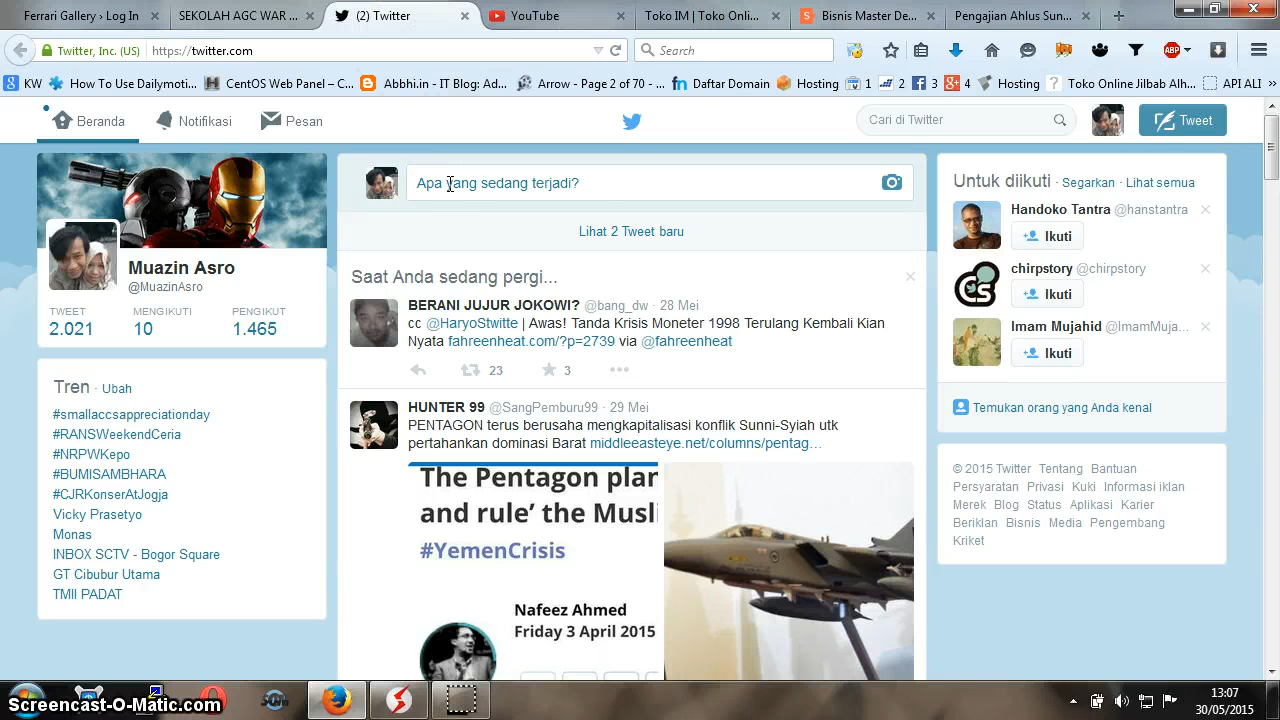 Ferrari Gallery Log In
SEKOLAH AGC WAR ...
(2) Twitter
YouTube
Toko IM | Toko Onli...
Bisnis Master De...
Pengajian Ahlus sun...
Twitter, Inc. (US)
https://twitter.com
Search
KW
How To Use Dailymoti...
CentOS Web Panel – C...
Abbhi.in - IT Blog: Ad...
Arrow - Page 2 of 70 - ...
Daftar Domain
Hosting
1
2
3
4
Hosting
Toko Online Jilbab Alh...
API ALI
Beranda
Notifikasi
Pesan
Cari di Twitter
Tweet
Muazin Asro
@MuazinAsro
TWEET MENGIKUTI PENGIKUT
2.021 10 1.465
Tren · Ubah
#smallaccsappreciationday
#RANSWeekendCeria
#NRPWKepo
#BUMISAMBHARA
#CJRKonserAtJogja
Vicky Prasetyo
Monas
INBOX SCTV - Bogor Square
GT Cibubur Utama
TMII PADAT
Apa yang sedang terjadi?
Lihat 2 Tweet baru
Saat Anda sedang pergi...
BERANI JUJUR JOKOWI? @bang_dw · 28 Mei
cc @HaryoStwitte | Awas! Tanda Krisis Moneter 1998 Terulang Kembali Kian
Nyata fahreenheat.com/?p=2739 via @fahreenheat
23 3
HUNTER 99 @SangPemburu99 · 29 Mei
PENTAGON terus berusaha mengkapitalisasi konflik Sunni-Syiah utk
pertahankan dominasi Barat middleeasteye.net/columns/pentag...
The Pentagon plan
and rule’ the Musli
#YemenCrisis
Nafeez Ahmed
Friday 3 April 2015
Untuk diikuti · Segarkan · Lihat semua
Handoko Tantra @hanstantra
Ikuti
chirpstory @chirpstory
Ikuti
Imam Mujahid @ImamMuja...
Ikuti
Temukan orang yang Anda kenal
© 2015 Twitter Tentang Bantuan
Persyaratan Privasi Kuki Informasi iklan
Merek Blog Status Aplikasi Karier
Beriklan Bisnis Media Pengembang
Kriket
Screencast-O-Matic.com
13:07
30/05/2015